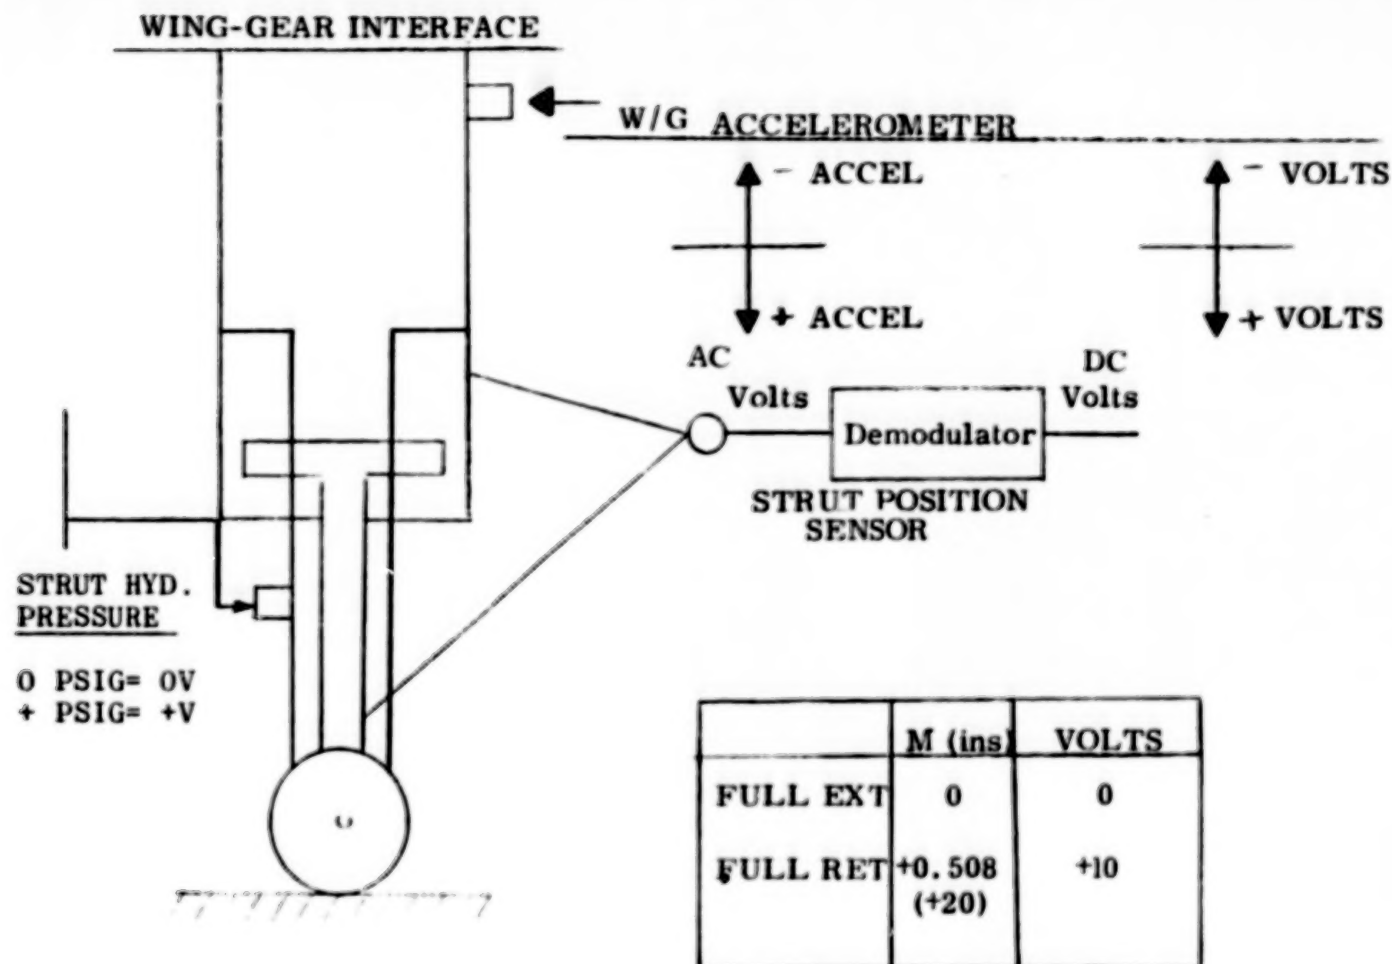 WING-GEAR INTERFACE
W/G ACCELEROMETER
- ACCEL
- VOLTS
+ ACCEL
+ VOLTS
AC
Volts
DC
Volts
Demodulator
STRUT POSITION
SENSOR
STRUT HYD.
PRESSURE
0 PSIG= 0V
+ PSIG= +V
M (ins) VOLTS
FULL EXT 0 0
FULL RET +0.508 +10
(+20)